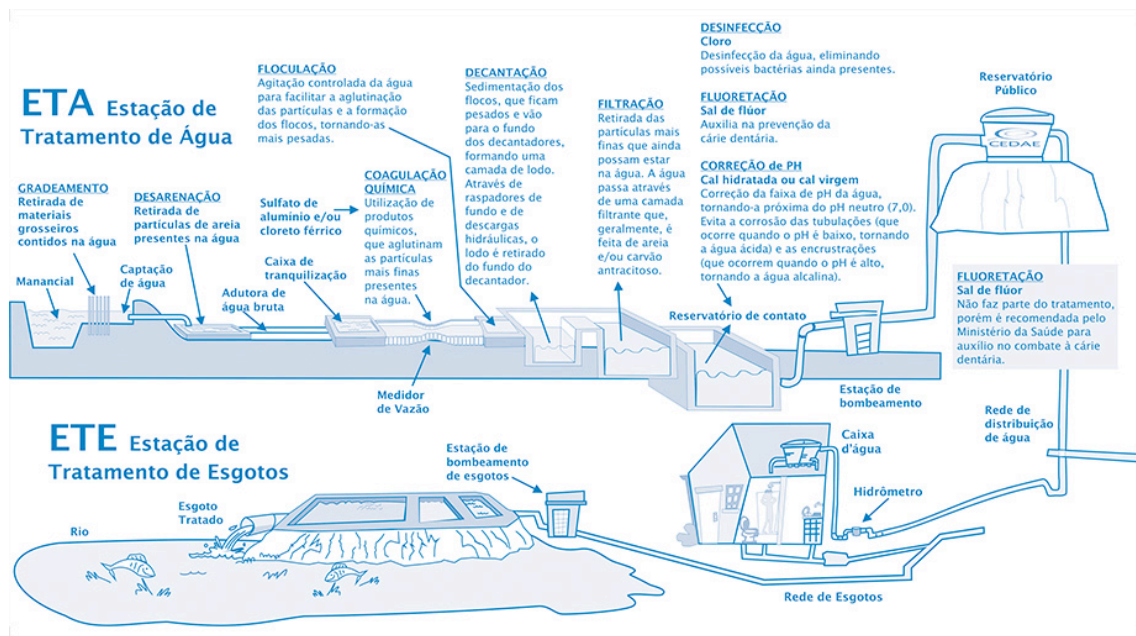 ETA Estação de
Tratamento de Água
GRADEAMENTO
Retirada de
materiais
grosseiros
contidos na água
Manancial
DESARENAÇÃO
Retirada de
partículas de areia
presentes na água
Captação
de água
Adutora de
água bruta
FLOCULAÇÃO
Agitação controlada da água
para facilitar a aglutinação
das partículas e a formação
dos flocos, tornando-as
mais pesadas.
Sulfato de
alumínio e/ou
cloreto férrico
Caixa de
tranquilização
COAGULAÇÃO
QUÍMICA
Utilização de
produtos
químicos,
que aglutinam
as partículas
mais finas
presentes
na água.
Medidor
de Vazão
DECANTAÇÃO
Sedimentação dos
flocos, que ficam
pesados e vão
para o fundo
dos decantadores,
formando uma
camada de lodo.
Através de
raspadores de
fundo e de
descargas
hidráulicas, o
lodo é retirado
do fundo do
decantador.
FILTRAÇÃO
Retirada das
partículas mais
finas que ainda
possam estar
na água. A água
passa através
de uma camada
filtrante que,
geralmente, é
feita de areia
e/ou carvão
antracitoso.
DESINFECÇÃO
Cloro
Desinfecção da água, eliminando
possíveis bactérias ainda presentes.
FLUORETAÇÃO
Sal de flúor
Auxilia na prevenção da
cárie dentária.
CORREÇÃO de PH
Cal hidratada ou cal virgem
Correção da faixa de pH da água,
tornando-a próxima do pH neutro (7,0).
Evita a corrosão das tubulações (que
ocorre quando o pH é baixo, tornando
a água ácida) e as encrustrações
(que ocorrem quando o pH é alto,
tornando a água alcalina).
Reservatório de contato
Estação de
bombeamento
Reservatório
Público
CEDAE
FLUORETAÇÃO
Sal de flúor
Não faz parte do tratamento,
porém é recomendada pelo
Ministério da Saúde para
auxílio no combate à cárie
dentária.
Rede de
distribuição
de água
ETE Estação de
Tratamento de Esgotos
Rio
Esgoto
Tratado
Estação de
bombeamento
de esgotos
Caixa
d'água
Hidrômetro
Rede de Esgotos